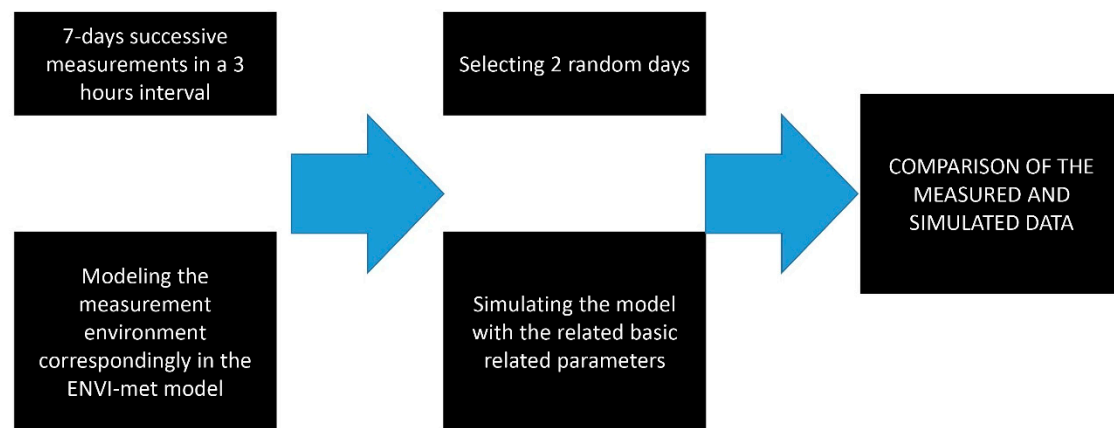 7-days successive
measurements in a 3
hours interval
Selecting 2 random days
COMPARISON OF THE
MEASURED AND
SIMULATED DATA
Modeling the
measurement
environment
correspondingly in the
ENVI-met model
Simulating the model
with the related basic
related parameters